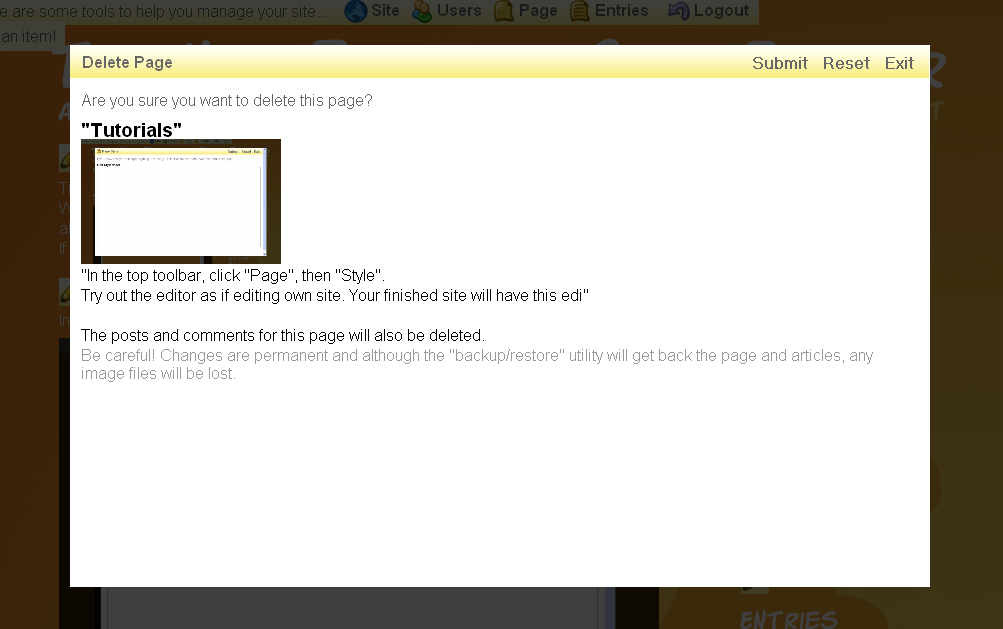 e are some tools to help you manage your site... Site Users Page Entries Logout
an item!
Delete Page Submit Reset Exit
Are you sure you want to delete this page?
"Tutorials"
"In the top toolbar, click "Page", then "Style".
Try out the editor as if editing own site. Your finished site will have this edi"
The posts and comments for this page will also be deleted.
Be careful! Changes are permanent and although the "backup/restore" utility will get back the page and articles, any
image files will be lost.
ENTRIES